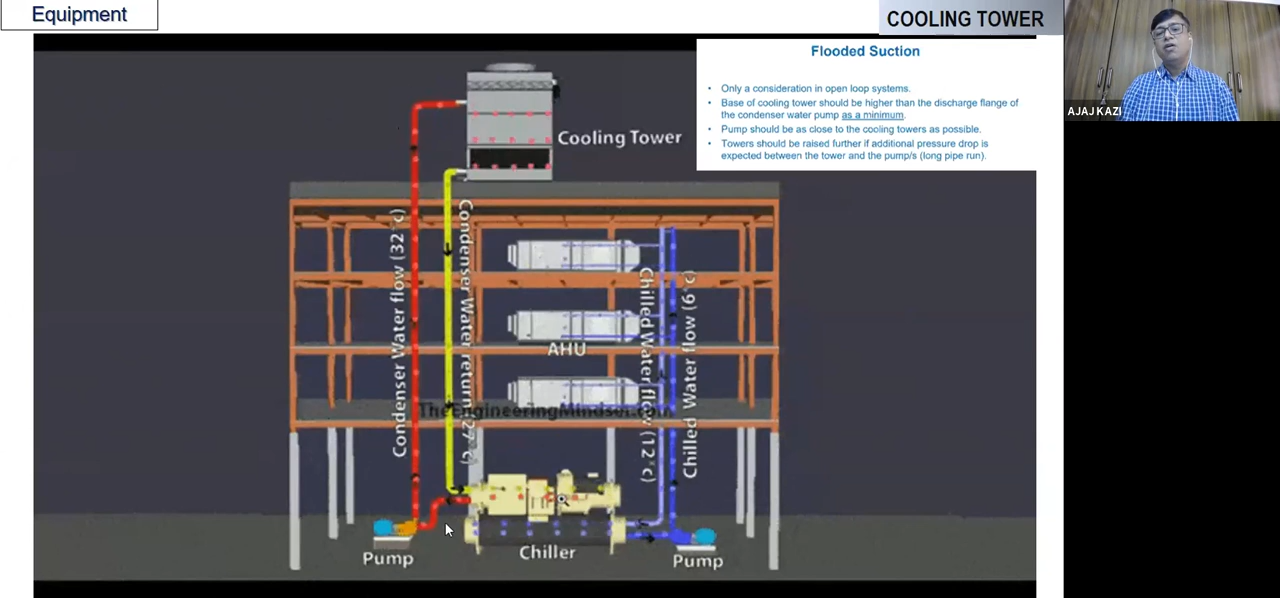 Equipment
COOLING TOWER
Flooded Suction
• Only a consideration in open loop systems.
• Base of cooling tower should be higher than the discharge flange of
the condenser water pump as a minimum.
• Pump should be as close to the cooling towers as possible.
• Towers should be raised further if additional pressure drop is
expected between the tower and the pump/s (long pipe run).
AJAJ KAZI
Cooling Tower
Condenser Water flow (32°c)
Condenser Water return (27°c)
Chilled Water flow (12°c)
Chilled Water flow (6°c)
AHU
TheEngineeringMindset.com
Chiller
Pump
Pump